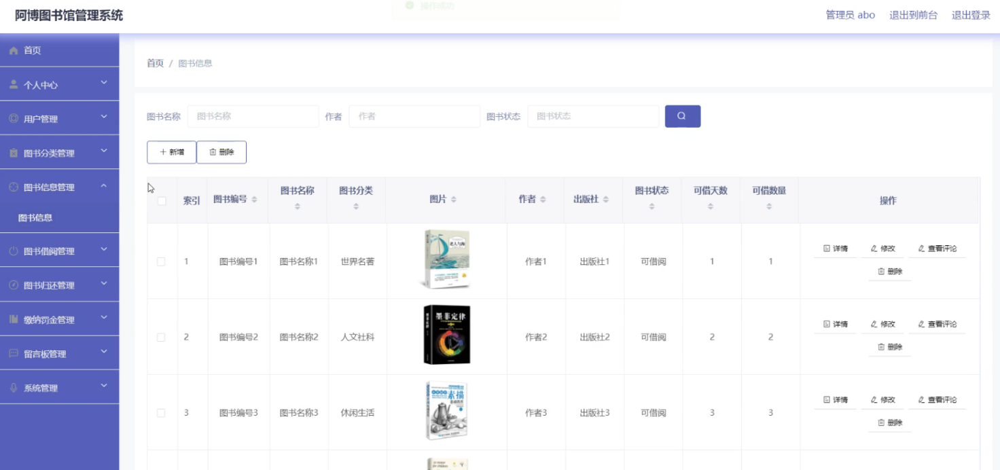 操作成功
阿博图书馆管理系统
管理员 abo 退出到前台 退出登录
首页
个人中心
用户管理
图书分类管理
图书信息管理
图书信息
图书借阅管理
图书归还管理
缴纳罚金管理
留言板管理
系统管理
首页 / 图书信息
图书名称 图书名称 作者 作者 图书状态 图书状态
新增 删除
索引 图书编号 图书名称 图书分类 图片 作者 出版社 图书状态 可借天数 可借数量 操作
1 图书编号1 图书名称1 世界名著 老人与海 作者1 出版社1 可借阅 1 1 详情 修改 查看评论
删除
2 图书编号2 图书名称2 人文社科 墨菲定律 作者2 出版社2 可借阅 2 2 详情 修改 查看评论
删除
3 图书编号3 图书名称3 休闲生活 素描 作者3 出版社3 可借阅 3 3 详情 修改 查看评论
删除